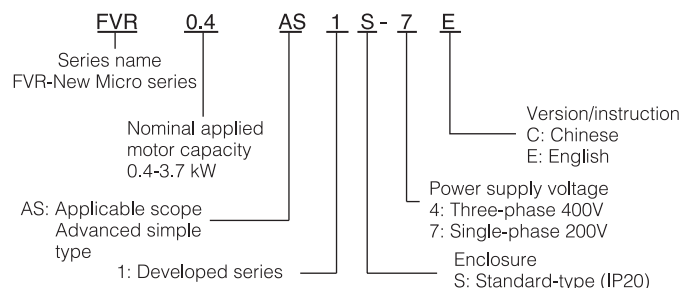 FVR 0.4 AS 1 S - 7 E
Series name
FVR-New Micro series
Nominal applied
motor capacity
0.4-3.7 kW
AS: Applicable scope
Advanced simple
type
1: Developed series
Version/instruction
C: Chinese
E: English
Power supply voltage
4: Three-phase 400V
7: Single-phase 200V
Enclosure
S: Standard-type (IP20)